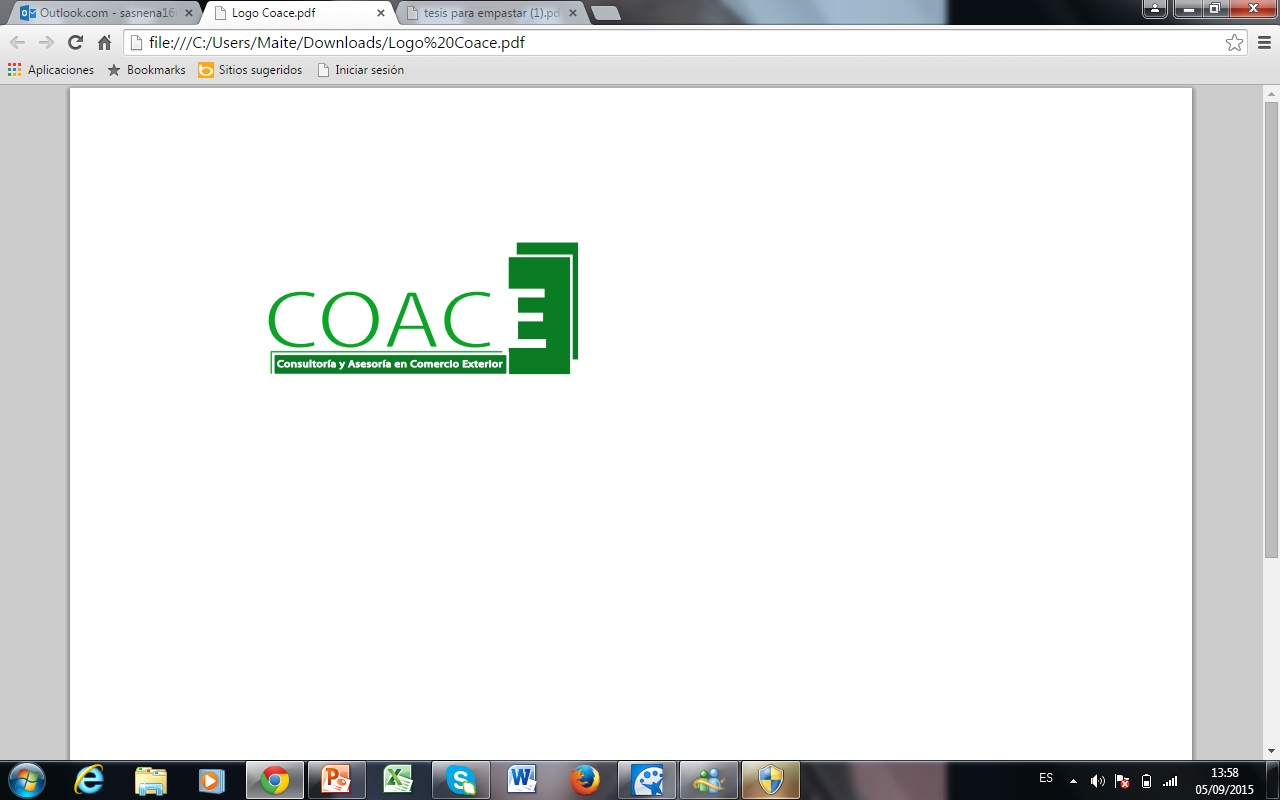 Outlook.com - sasnena16
Logo Coace.pdf
tesis para empastar (1).pd
file:///C:/Users/Maite/Downloads/Logo%20Coace.pdf
Aplicaciones
Bookmarks
Sitios sugeridos
Iniciar sesión
COACE
Consultoría y Asesoría en Comercio Exterior
ES
13:58
05/09/2015